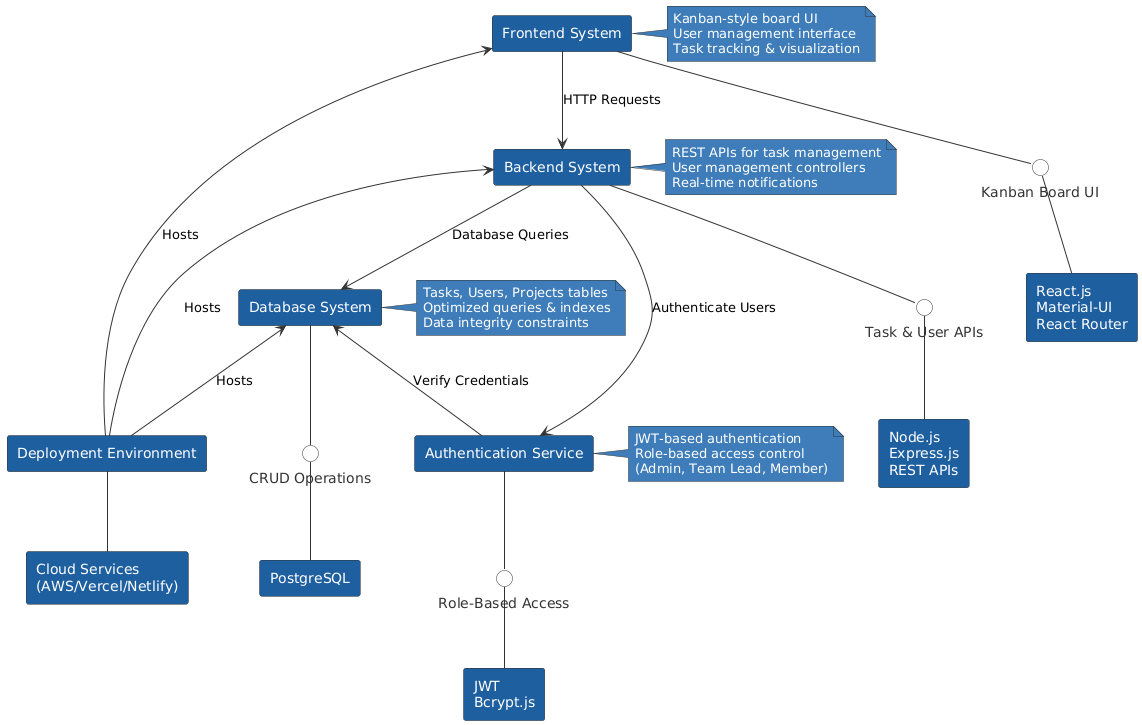 Frontend System
Kanban-style board UI
User management interface
Task tracking & visualization
HTTP Requests
Backend System
REST APIs for task management
User management controllers
Real-time notifications
Kanban Board UI
Hosts
Database Queries
React.js
Material-UI
React Router
Hosts
Database System
Tasks, Users, Projects tables
Optimized queries & indexes
Data integrity constraints
Authenticate Users
Task & User APIs
Hosts
Verify Credentials
Deployment Environment
CRUD Operations
Authentication Service
JWT-based authentication
Role-based access control
(Admin, Team Lead, Member)
Node.js
Express.js
REST APIs
Cloud Services
(AWS/Vercel/Netlify)
PostgreSQL
Role-Based Access
JWT
Bcrypt.js